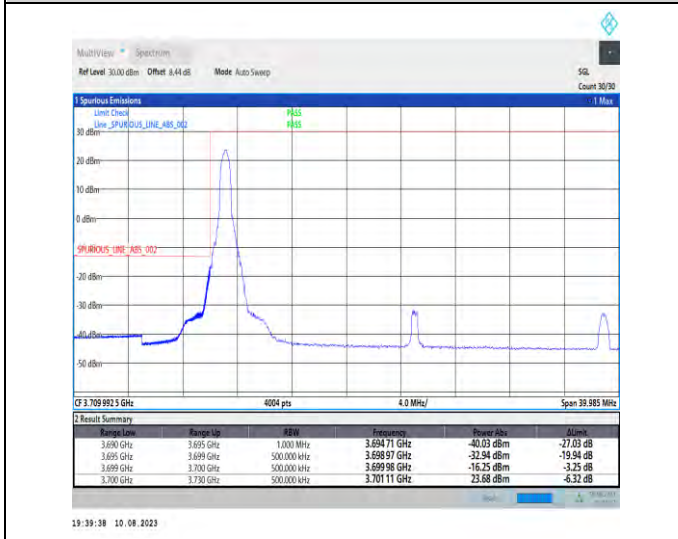 MultiView Spectrum
Ref Level 30.00 dBm Offset 8.44 dB Mode Auto Sweep SGL
Count 30/30
1 Spurious Emissions 1 Max
Limit Check PASS
Line _SPURIOUS_LINE_ABS_002 PASS
30 dBm
20 dBm
10 dBm
0 dBm
_SPURIOUS_LINE_ABS_002
-20 dBm
-30 dBm
-40 dBm
-50 dBm
CF 3.709 992 5 GHz 4004 pts 4.0 MHz/ Span 39.985 MHz
2 Result Summary
Range Low Range Up RBW Frequency Power Abs ΔLimit
3.690 GHz 3.695 GHz 1.000 MHz 3.694 71 GHz -40.03 dBm -27.03 dB
3.695 GHz 3.699 GHz 500.000 kHz 3.698 97 GHz -32.94 dBm -19.94 dB
3.699 GHz 3.700 GHz 500.000 kHz 3.699 98 GHz -16.25 dBm -3.25 dB
3.700 GHz 3.730 GHz 500.000 kHz 3.701 11 GHz 23.68 dBm -6.32 dB
19:39:38 10.08.2023